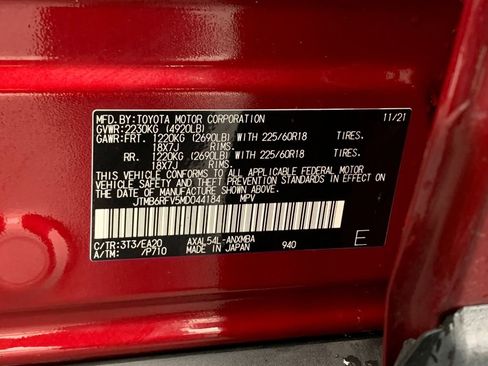 MFD.BY:TOYOTA MOTOR CORPORATION 11/21
GVWR:2230KG (4920LB)
GAWR:FRT. 1220KG (2690LB) WITH 225/60R18 TIRES.
18X7J RIMS.
RR. 1220KG (2690LB) WITH 225/60R18 TIRES.
18X7J RIMS.
THIS VEHICLE CONFORMS TO ALL APPLICABLE FEDERAL MOTOR
VEHICLE SAFETY AND THEFT PREVENTION STANDARDS IN EFFECT
ON THE DATE OF MANUFACTURE SHOWN ABOVE.
JTMB6RFV5MD044184 MPV
C/TR:3T3/EA20 AXAL54L-ANXMBA 940 E
A/TM: /P710 MADE IN JAPAN